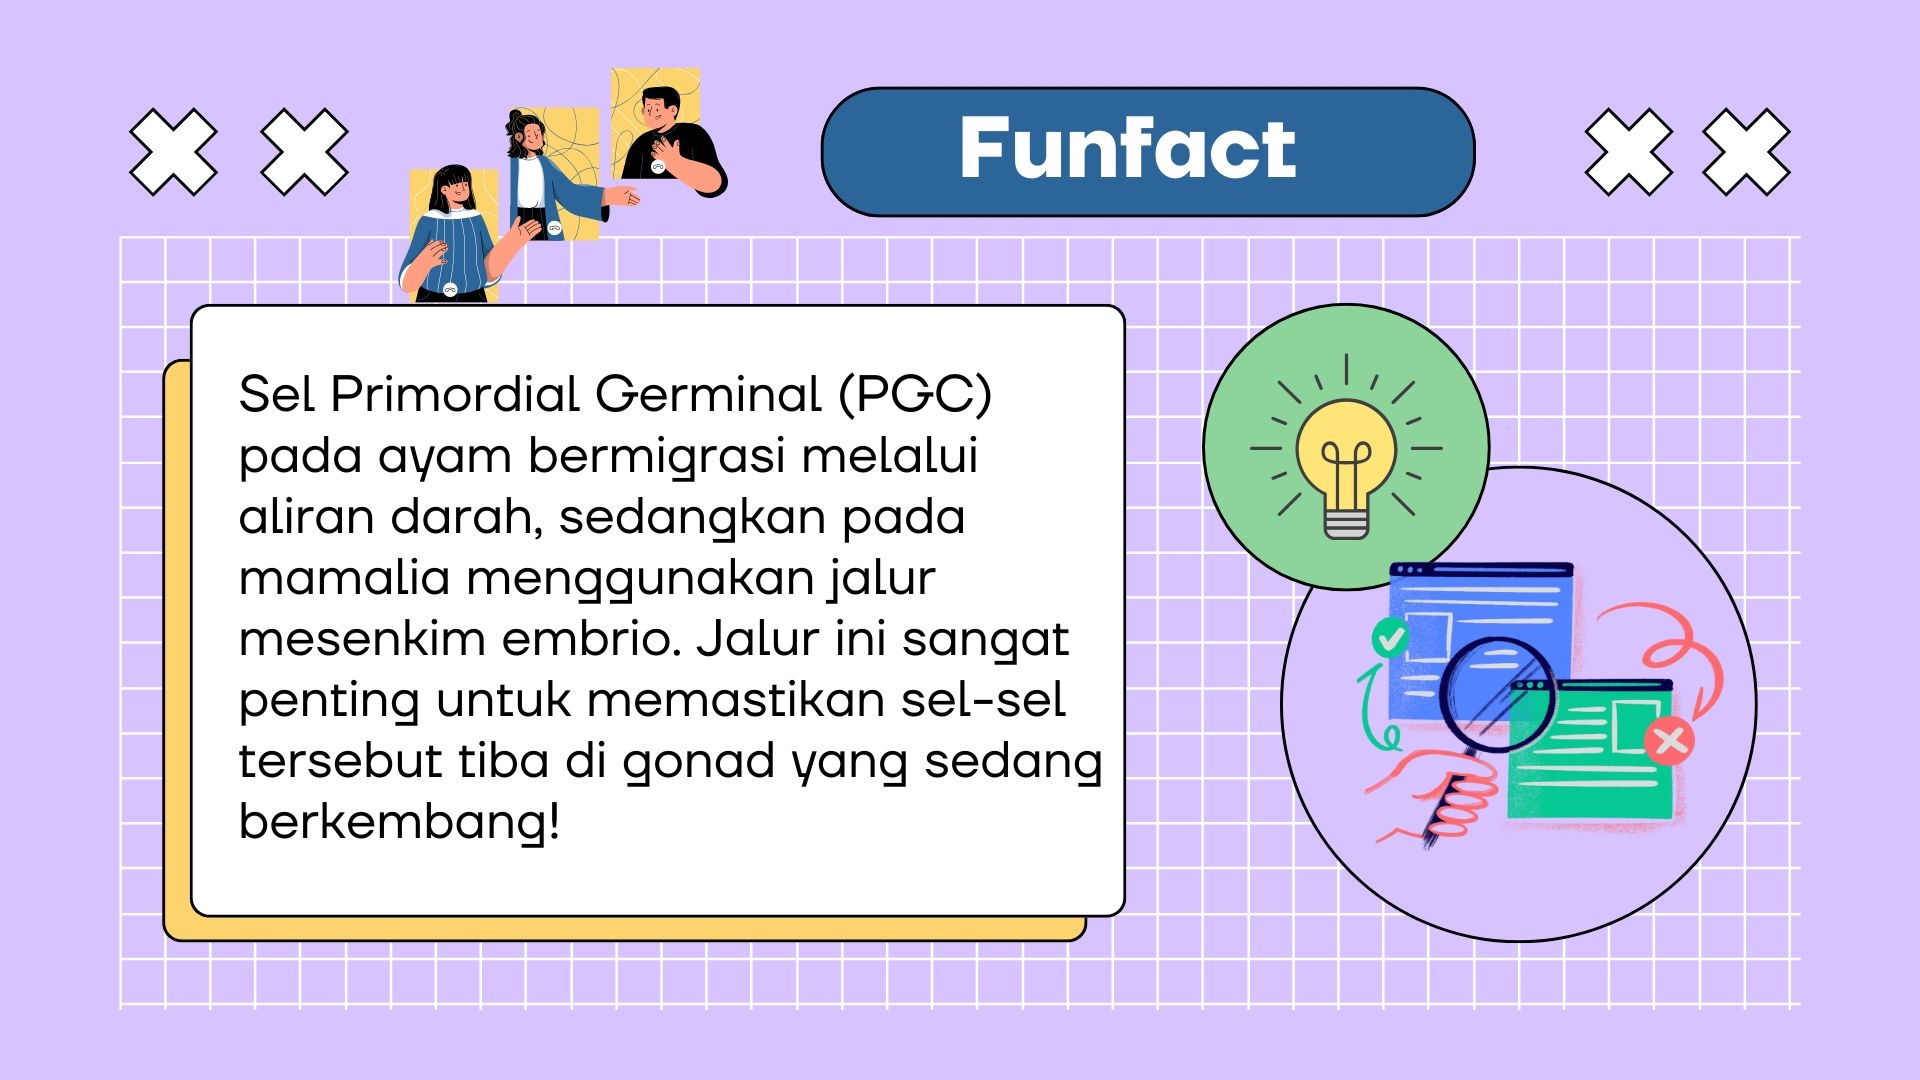 Funfact
Sel Primordial Germinal (PGC)
pada ayam bermigrasi melalui
aliran darah, sedangkan pada
mamalia menggunakan jalur
mesenkim embrio. Jalur ini sangat
penting untuk memastikan sel-sel
tersebut tiba di gonad yang sedang
berkembang!